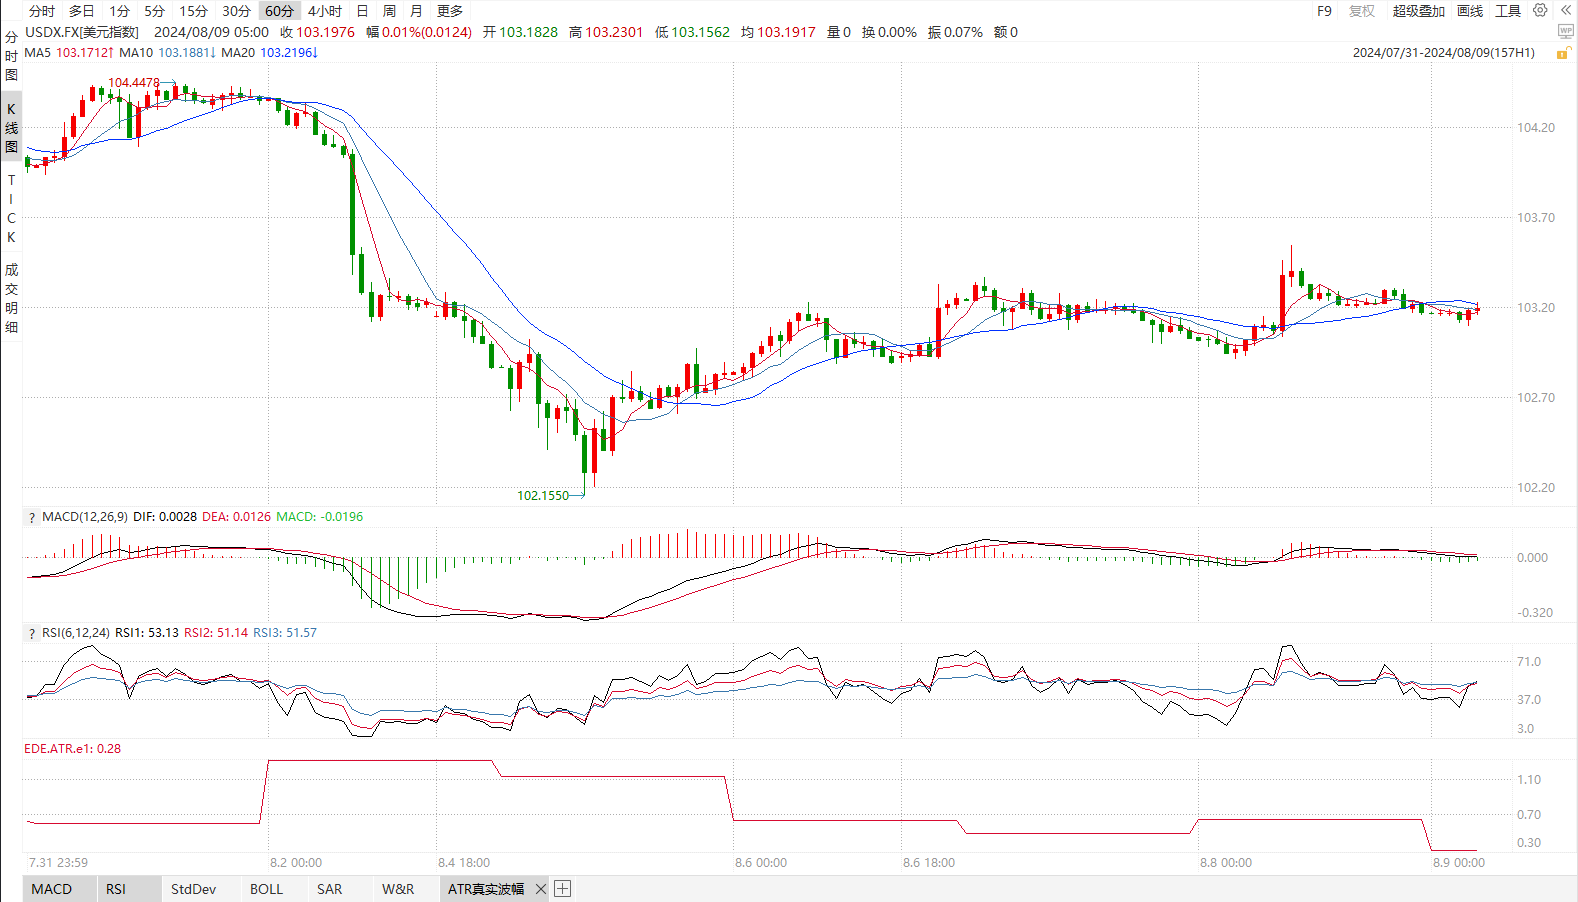 分时 多日 1分 5分 15分 30分 60分 4小时 日 周 月 更多 F9 复权 超级叠加 画线 工具
USDX.FX[美元指数] 2024/08/09 05:00 收 103.1976 幅 0.01%(0.0124) 开 103.1828 高 103.2301 低 103.1562 均 103.1917 量 0 换 0.00% 振 0.07% 额 0
WP
MA5 103.1712↑ MA10 103.1881↓ MA20 103.2196↓ 2024/07/31-2024/08/09(157H1)
分时图
K线图
TICK
成交明细
104.4478
104.20
103.70
103.20
102.70
102.20
102.1550
? MACD(12,26,9) DIF: 0.0028 DEA: 0.0126 MACD: -0.0196
0.000
-0.320
? RSI(6,12,24) RSI1: 53.13 RSI2: 51.14 RSI3: 51.57
71.0
37.0
3.0
EDE.ATR.e1: 0.28
1.10
0.70
0.30
7.31 23:59 8.2 00:00 8.4 18:00 8.6 00:00 8.6 18:00 8.8 00:00 8.9 00:00
MACD RSI StdDev BOLL SAR W&R ATR真实波幅